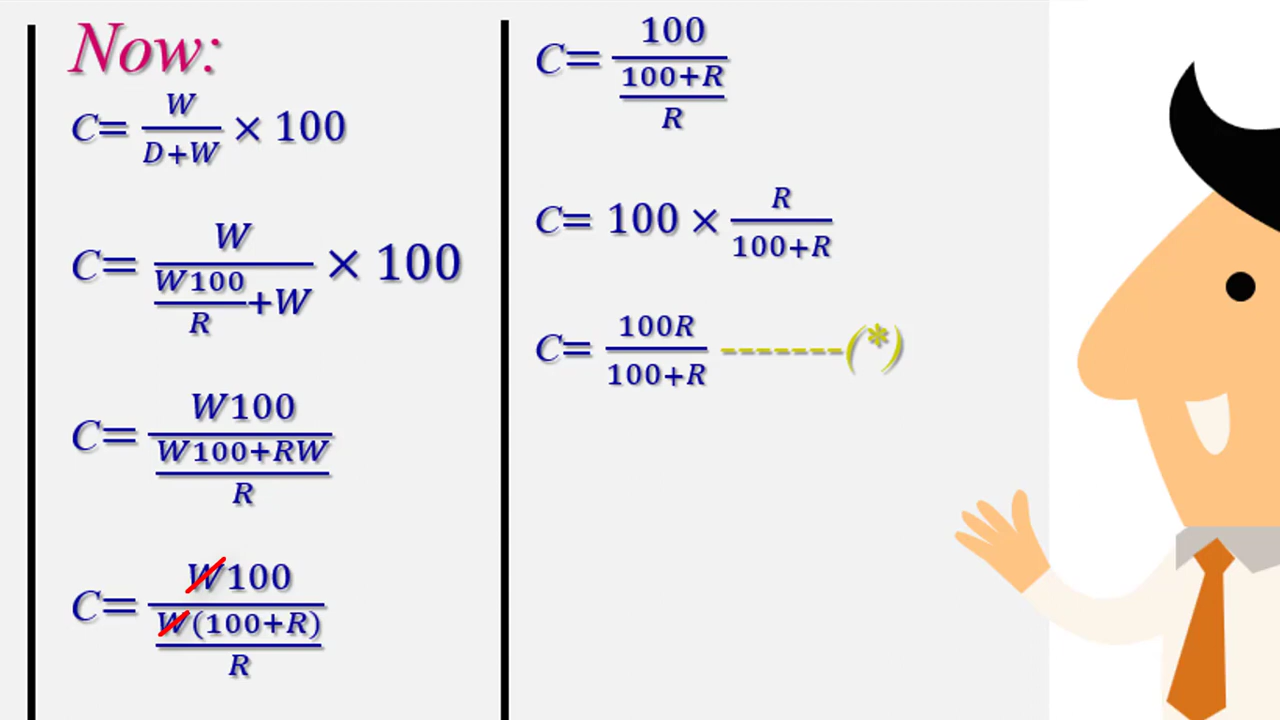 Now:
C= W/(D+W) × 100
C= W/((W100/R)+W) × 100
C= W100/((W100+RW)/R)
C= W100/((W(100+R))/R)
C= 100/((100+R)/R)
C= 100 × R/(100+R)
C= 100R/(100+R) -------(*)